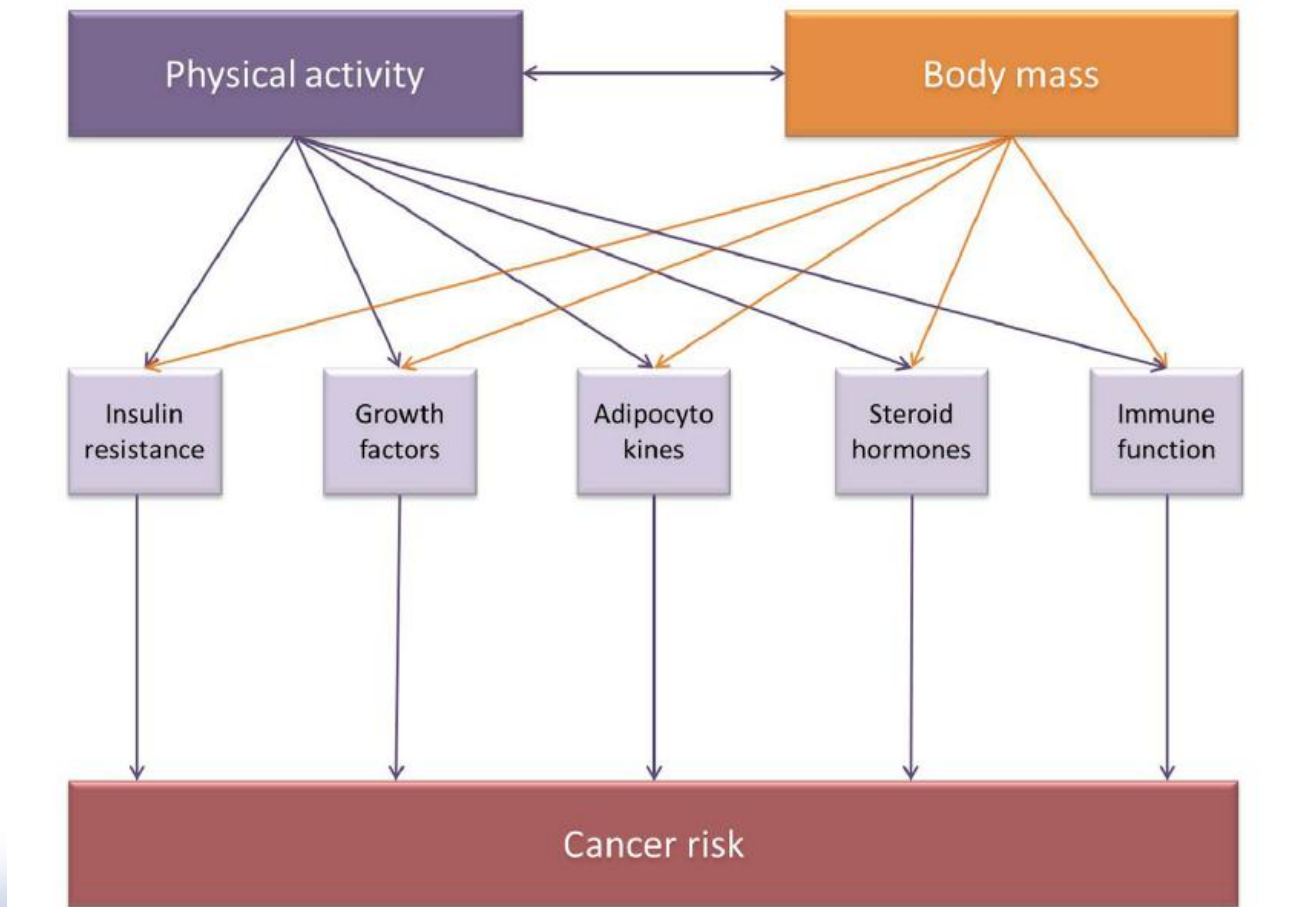 Physical activity
Body mass
Insulin
resistance
Growth
factors
Adipocyto
kines
Steroid
hormones
Immune
function
Cancer risk